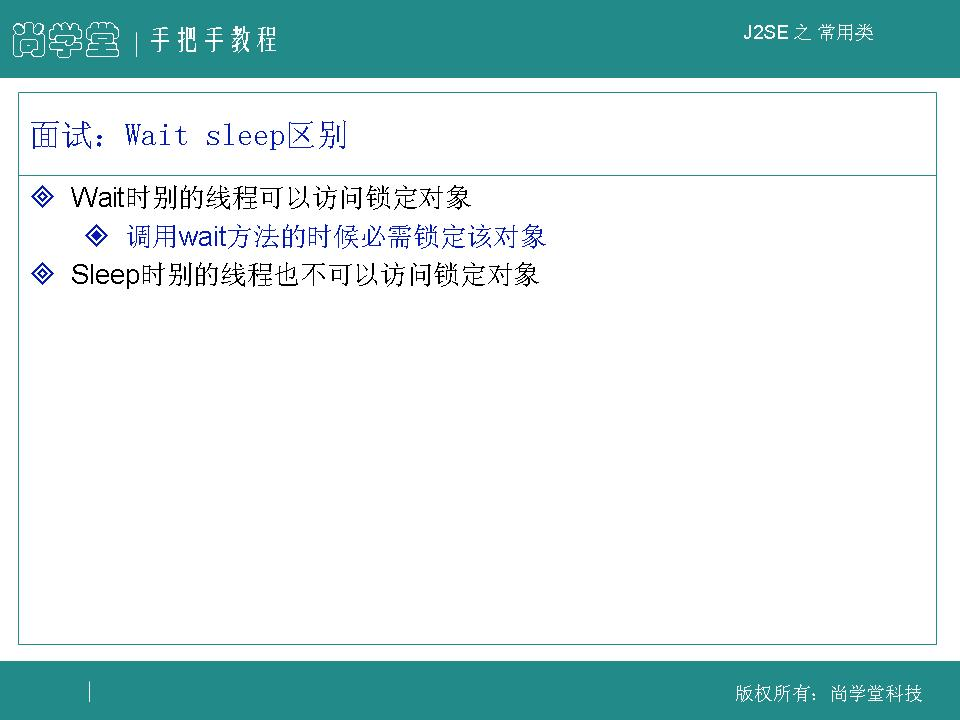 尚学堂 | 手把手教程
J2SE 之 常用类
面试：Wait sleep区别
Wait时别的线程可以访问锁定对象
调用wait方法的时候必需锁定该对象
Sleep时别的线程也不可以访问锁定对象
版权所有：尚学堂科技